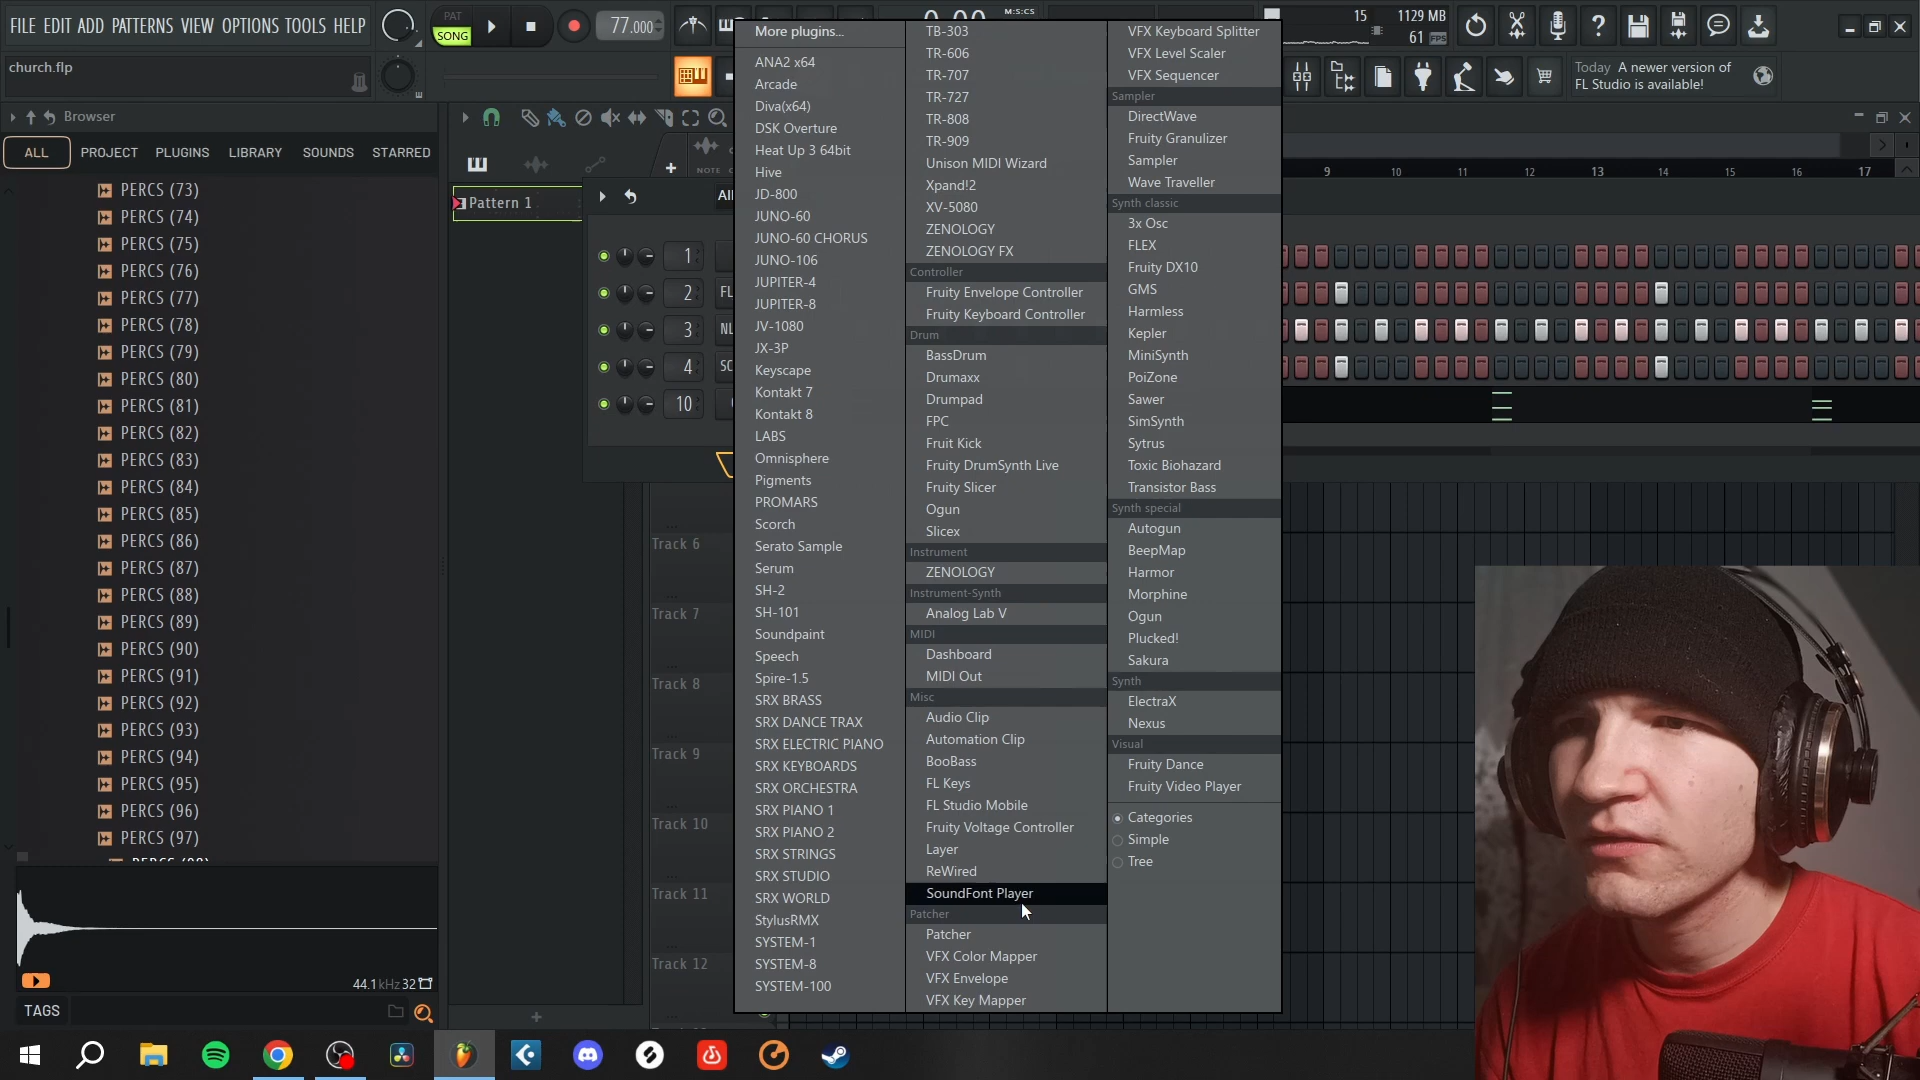 FILE EDIT ADD PATTERNS VIEW OPTIONS TOOLS HELP
PAT
SONG
77.000
M:S:CS
15
1129 MB
61
FPS
church.flp
Today A newer version of
FL Studio is available!
Browser
ALL
PROJECT
PLUGINS
LIBRARY
SOUNDS
STARRED
PERCS (73)
PERCS (74)
PERCS (75)
PERCS (76)
PERCS (77)
PERCS (78)
PERCS (79)
PERCS (80)
PERCS (81)
PERCS (82)
PERCS (83)
PERCS (84)
PERCS (85)
PERCS (86)
PERCS (87)
PERCS (88)
PERCS (89)
PERCS (90)
PERCS (91)
PERCS (92)
PERCS (93)
PERCS (94)
PERCS (95)
PERCS (96)
PERCS (97)
44.1kHz 32
TAGS
NOTE
Pattern 1
1
2
3
4
10
Track 6
Track 7
Track 8
Track 9
Track 10
Track 11
Track 12
More plugins...
ANA2 x64
Arcade
Diva(x64)
DSK Overture
Heat Up 3 64bit
Hive
JD-800
JUNO-60
JUNO-60 CHORUS
JUNO-106
JUPITER-4
JUPITER-8
JV-1080
JX-3P
Keyscape
Kontakt 7
Kontakt 8
LABS
Omnisphere
Pigments
PROMARS
Scorch
Serato Sample
Serum
SH-2
SH-101
Soundpaint
Speech
Spire-1.5
SRX BRASS
SRX DANCE TRAX
SRX ELECTRIC PIANO
SRX KEYBOARDS
SRX ORCHESTRA
SRX PIANO 1
SRX PIANO 2
SRX STRINGS
SRX STUDIO
SRX WORLD
StylusRMX
SYSTEM-1
SYSTEM-8
SYSTEM-100
TB-303
TR-606
TR-707
TR-727
TR-808
TR-909
Unison MIDI Wizard
Xpand!2
XV-5080
ZENOLOGY
ZENOLOGY FX
Controller
Fruity Envelope Controller
Fruity Keyboard Controller
Drum
BassDrum
Drumaxx
Drumpad
FPC
Fruit Kick
Fruity DrumSynth Live
Fruity Slicer
Ogun
Slicex
Instrument
ZENOLOGY
Instrument-Synth
Analog Lab V
MIDI
Dashboard
MIDI Out
Misc
Audio Clip
Automation Clip
BooBass
FL Keys
FL Studio Mobile
Fruity Voltage Controller
Layer
ReWired
SoundFont Player
Patcher
Patcher
VFX Color Mapper
VFX Envelope
VFX Key Mapper
VFX Keyboard Splitter
VFX Level Scaler
VFX Sequencer
Sampler
DirectWave
Fruity Granulizer
Sampler
Wave Traveller
Synth classic
3x Osc
FLEX
Fruity DX10
GMS
Harmless
Kepler
MiniSynth
PoiZone
Sawer
SimSynth
Sytrus
Toxic Biohazard
Transistor Bass
Synth special
Autogun
BeepMap
Harmor
Morphine
Ogun
Plucked!
Sakura
Synth
ElectraX
Nexus
Visual
Fruity Dance
Fruity Video Player
Categories
Simple
Tree
9 10 11 12 13 14 15 16 17